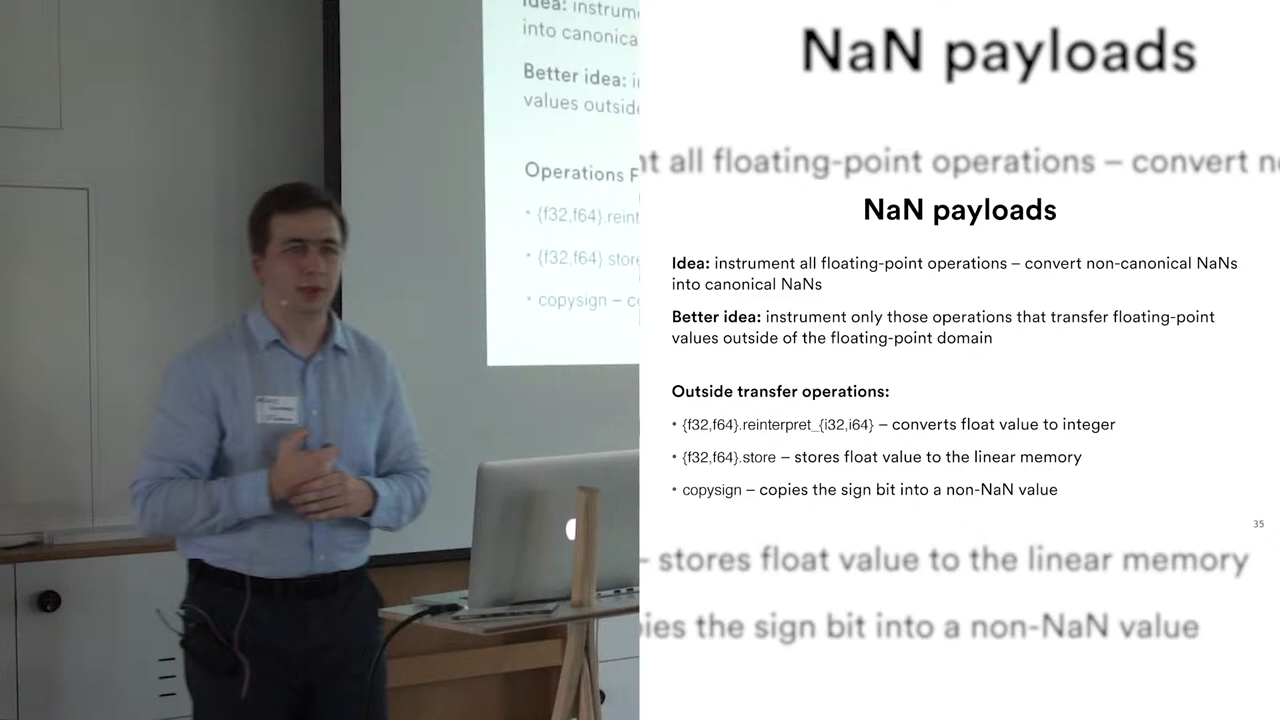 Idea: instrum
into canonica
Better idea: i
values outsid
Operations F
• {f32,f64}.reint
• {f32,f64}.store
• copysign – c
NaN payloads
nt all floating-point operations – convert n
NaN payloads
Idea: instrument all floating-point operations – convert non-canonical NaNs
into canonical NaNs
Better idea: instrument only those operations that transfer floating-point
values outside of the floating-point domain
Outside transfer operations:
• {f32,f64}.reinterpret_{i32,i64} – converts float value to integer
• {f32,f64}.store – stores float value to the linear memory
• copysign – copies the sign bit into a non-NaN value
35
– stores float value to the linear memory
ies the sign bit into a non-NaN value